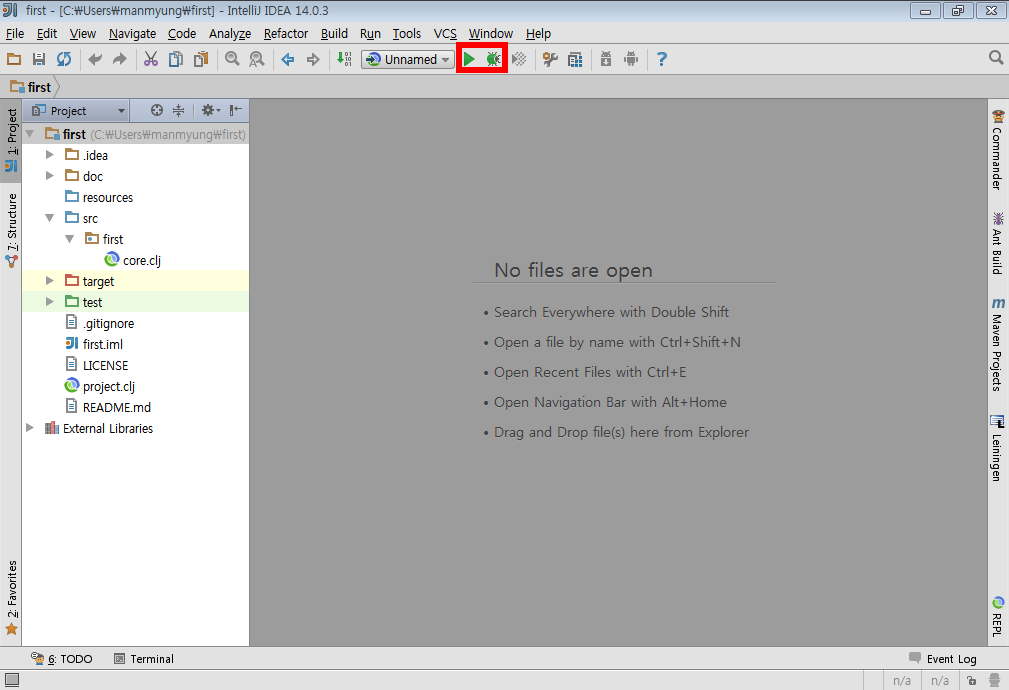 first - [C:₩Users₩manmyung₩first] - IntelliJ IDEA 14.0.3
File Edit View Navigate Code Analyze Refactor Build Run Tools VCS Window Help
Unnamed
first
Project
first (C:₩Users₩manmyung₩first)
.idea
doc
resources
src
first
core.clj
target
test
.gitignore
first.iml
LICENSE
project.clj
README.md
External Libraries
1: Project
7: Structure
2: Favorites
No files are open
• Search Everywhere with Double Shift
• Open a file by name with Ctrl+Shift+N
• Open Recent Files with Ctrl+E
• Open Navigation Bar with Alt+Home
• Drag and Drop file(s) here from Explorer
Commander
Ant Build
Maven Projects
Leiningen
REPL
6: TODO Terminal Event Log
n/a n/a